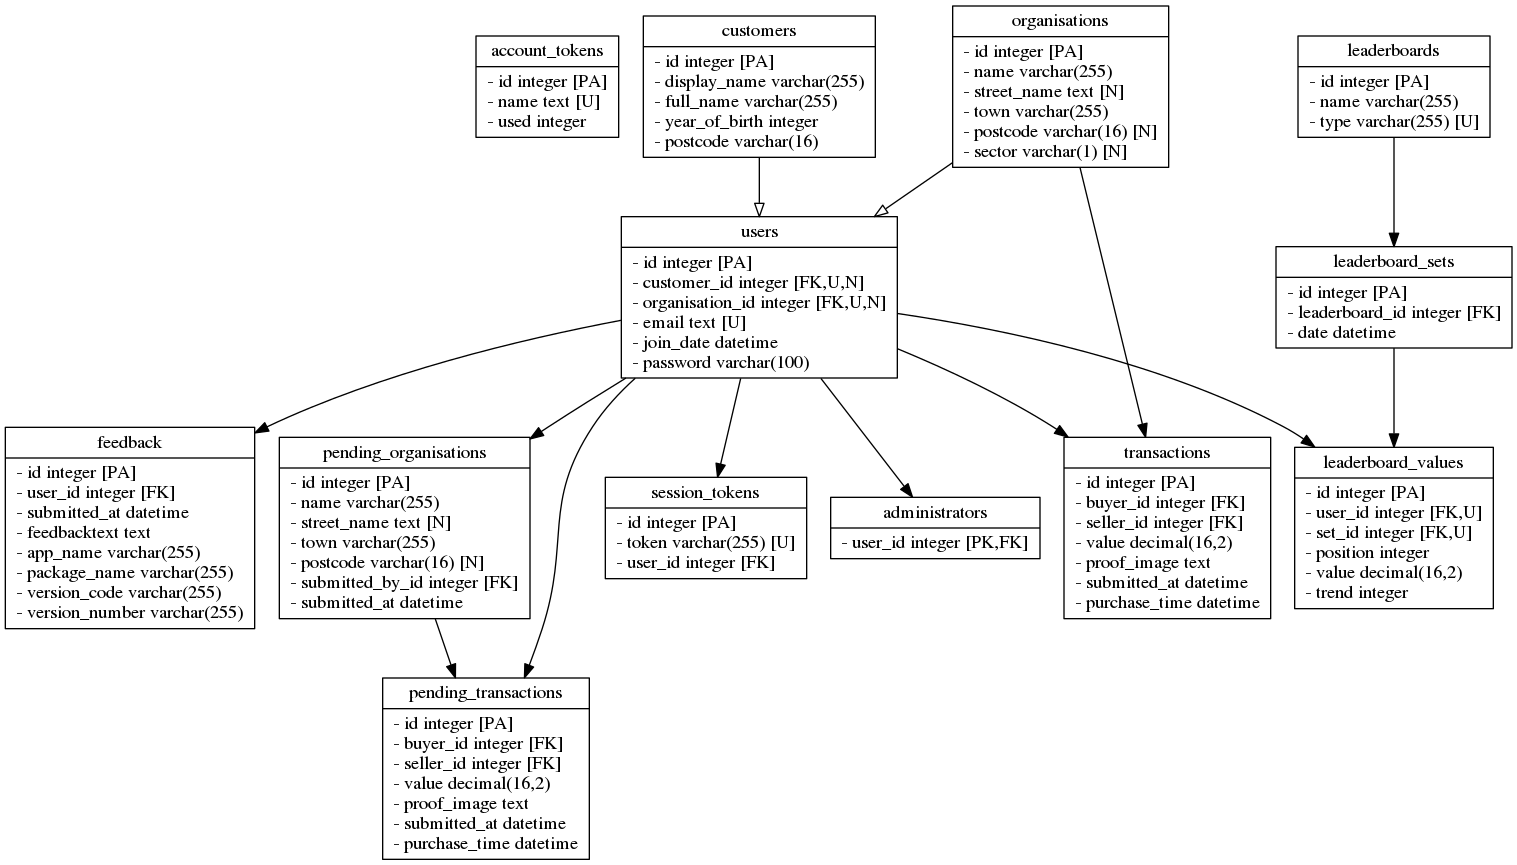 account_tokens
- id integer [PA]
- name text [U]
- used integer
customers
- id integer [PA]
- display_name varchar(255)
- full_name varchar(255)
- year_of_birth integer
- postcode varchar(16)
organisations
- id integer [PA]
- name varchar(255)
- street_name text [N]
- town varchar(255)
- postcode varchar(16) [N]
- sector varchar(1) [N]
leaderboards
- id integer [PA]
- name varchar(255)
- type varchar(255) [U]
users
- id integer [PA]
- customer_id integer [FK,U,N]
- organisation_id integer [FK,U,N]
- email text [U]
- join_date datetime
- password varchar(100)
leaderboard_sets
- id integer [PA]
- leaderboard_id integer [FK]
- date datetime
feedback
- id integer [PA]
- user_id integer [FK]
- submitted_at datetime
- feedbacktext text
- app_name varchar(255)
- package_name varchar(255)
- version_code varchar(255)
- version_number varchar(255)
pending_organisations
- id integer [PA]
- name varchar(255)
- street_name text [N]
- town varchar(255)
- postcode varchar(16) [N]
- submitted_by_id integer [FK]
- submitted_at datetime
session_tokens
- id integer [PA]
- token varchar(255) [U]
- user_id integer [FK]
administrators
- user_id integer [PK,FK]
transactions
- id integer [PA]
- buyer_id integer [FK]
- seller_id integer [FK]
- value decimal(16,2)
- proof_image text
- submitted_at datetime
- purchase_time datetime
leaderboard_values
- id integer [PA]
- user_id integer [FK,U]
- set_id integer [FK,U]
- position integer
- value decimal(16,2)
- trend integer
pending_transactions
- id integer [PA]
- buyer_id integer [FK]
- seller_id integer [FK]
- value decimal(16,2)
- proof_image text
- submitted_at datetime
- purchase_time datetime